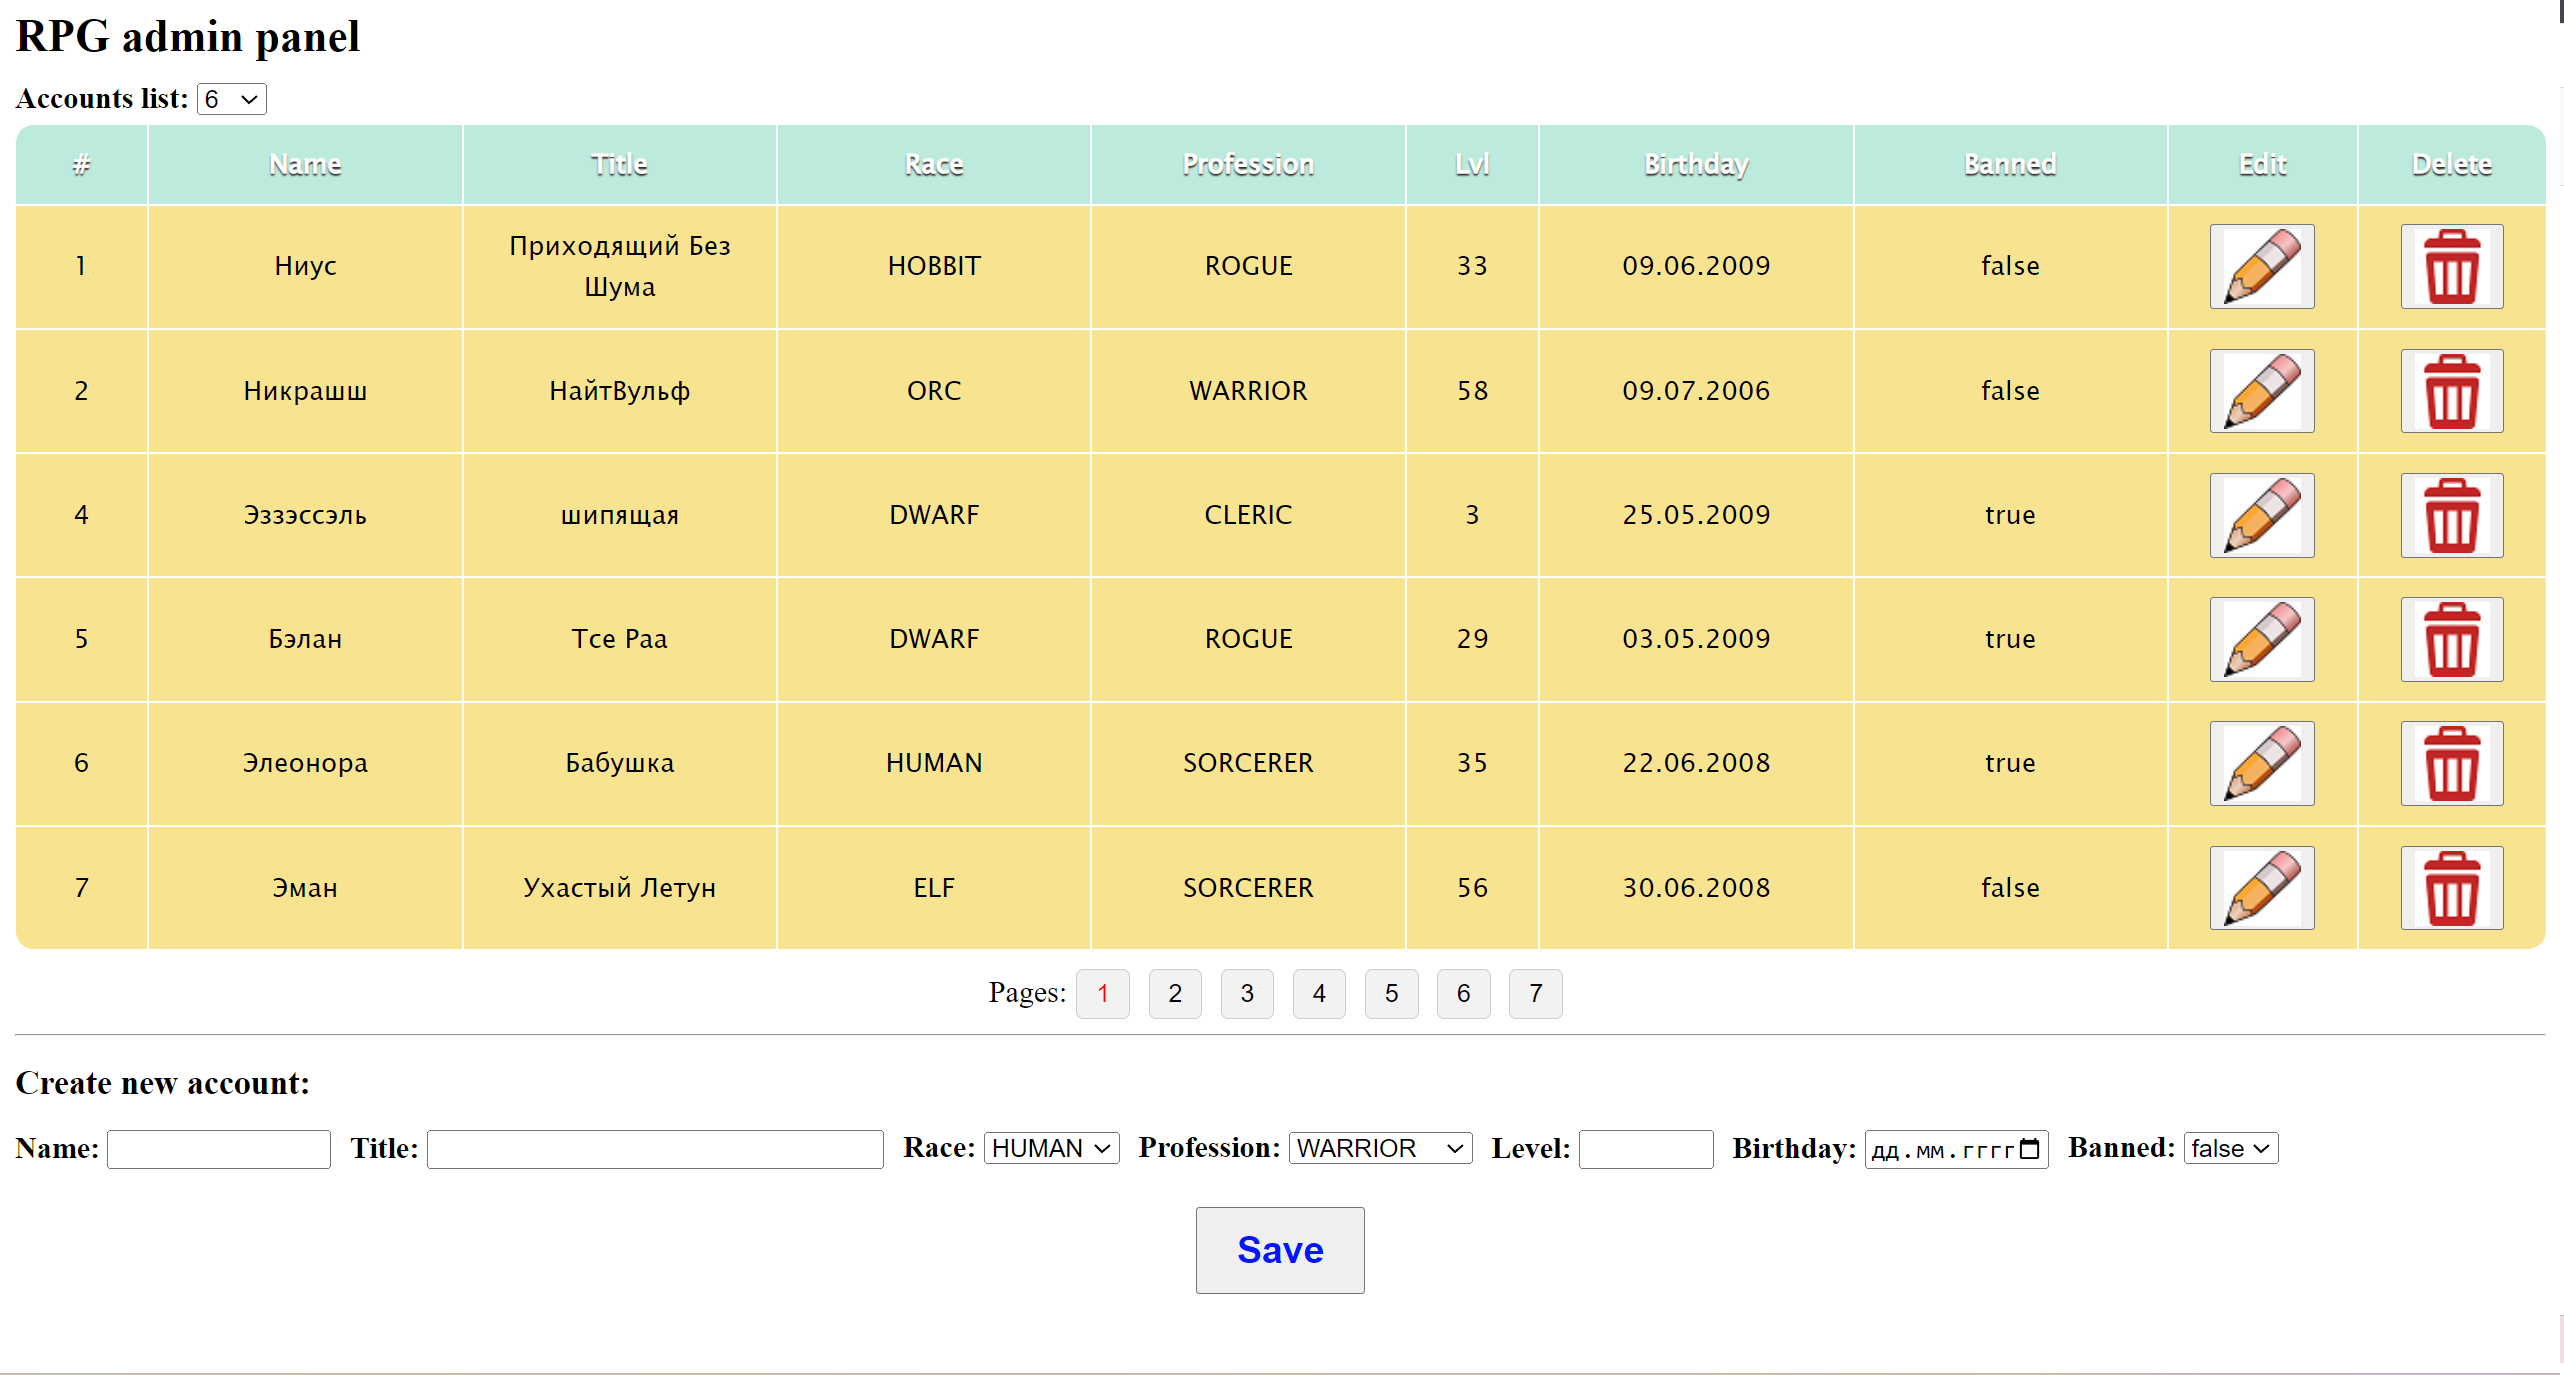 RPG admin panel
Accounts list: 6
# Name Title Race Profession Lvl Birthday Banned Edit Delete
1 Ниус Приходящий Без Шума HOBBIT ROGUE 33 09.06.2009 false
2 Никрашш НайтВульф ORC WARRIOR 58 09.07.2006 false
4 Эззэссэль шипящая DWARF CLERIC 3 25.05.2009 true
5 Бэлан Тсе Раа DWARF ROGUE 29 03.05.2009 true
6 Элеонора Бабушка HUMAN SORCERER 35 22.06.2008 true
7 Эман Ухастый Летун ELF SORCERER 56 30.06.2008 false
Pages: 1 2 3 4 5 6 7
Create new account:
Name: Title: Race: HUMAN Profession: WARRIOR Level: Birthday: дд.мм.гггг Banned: false
Save